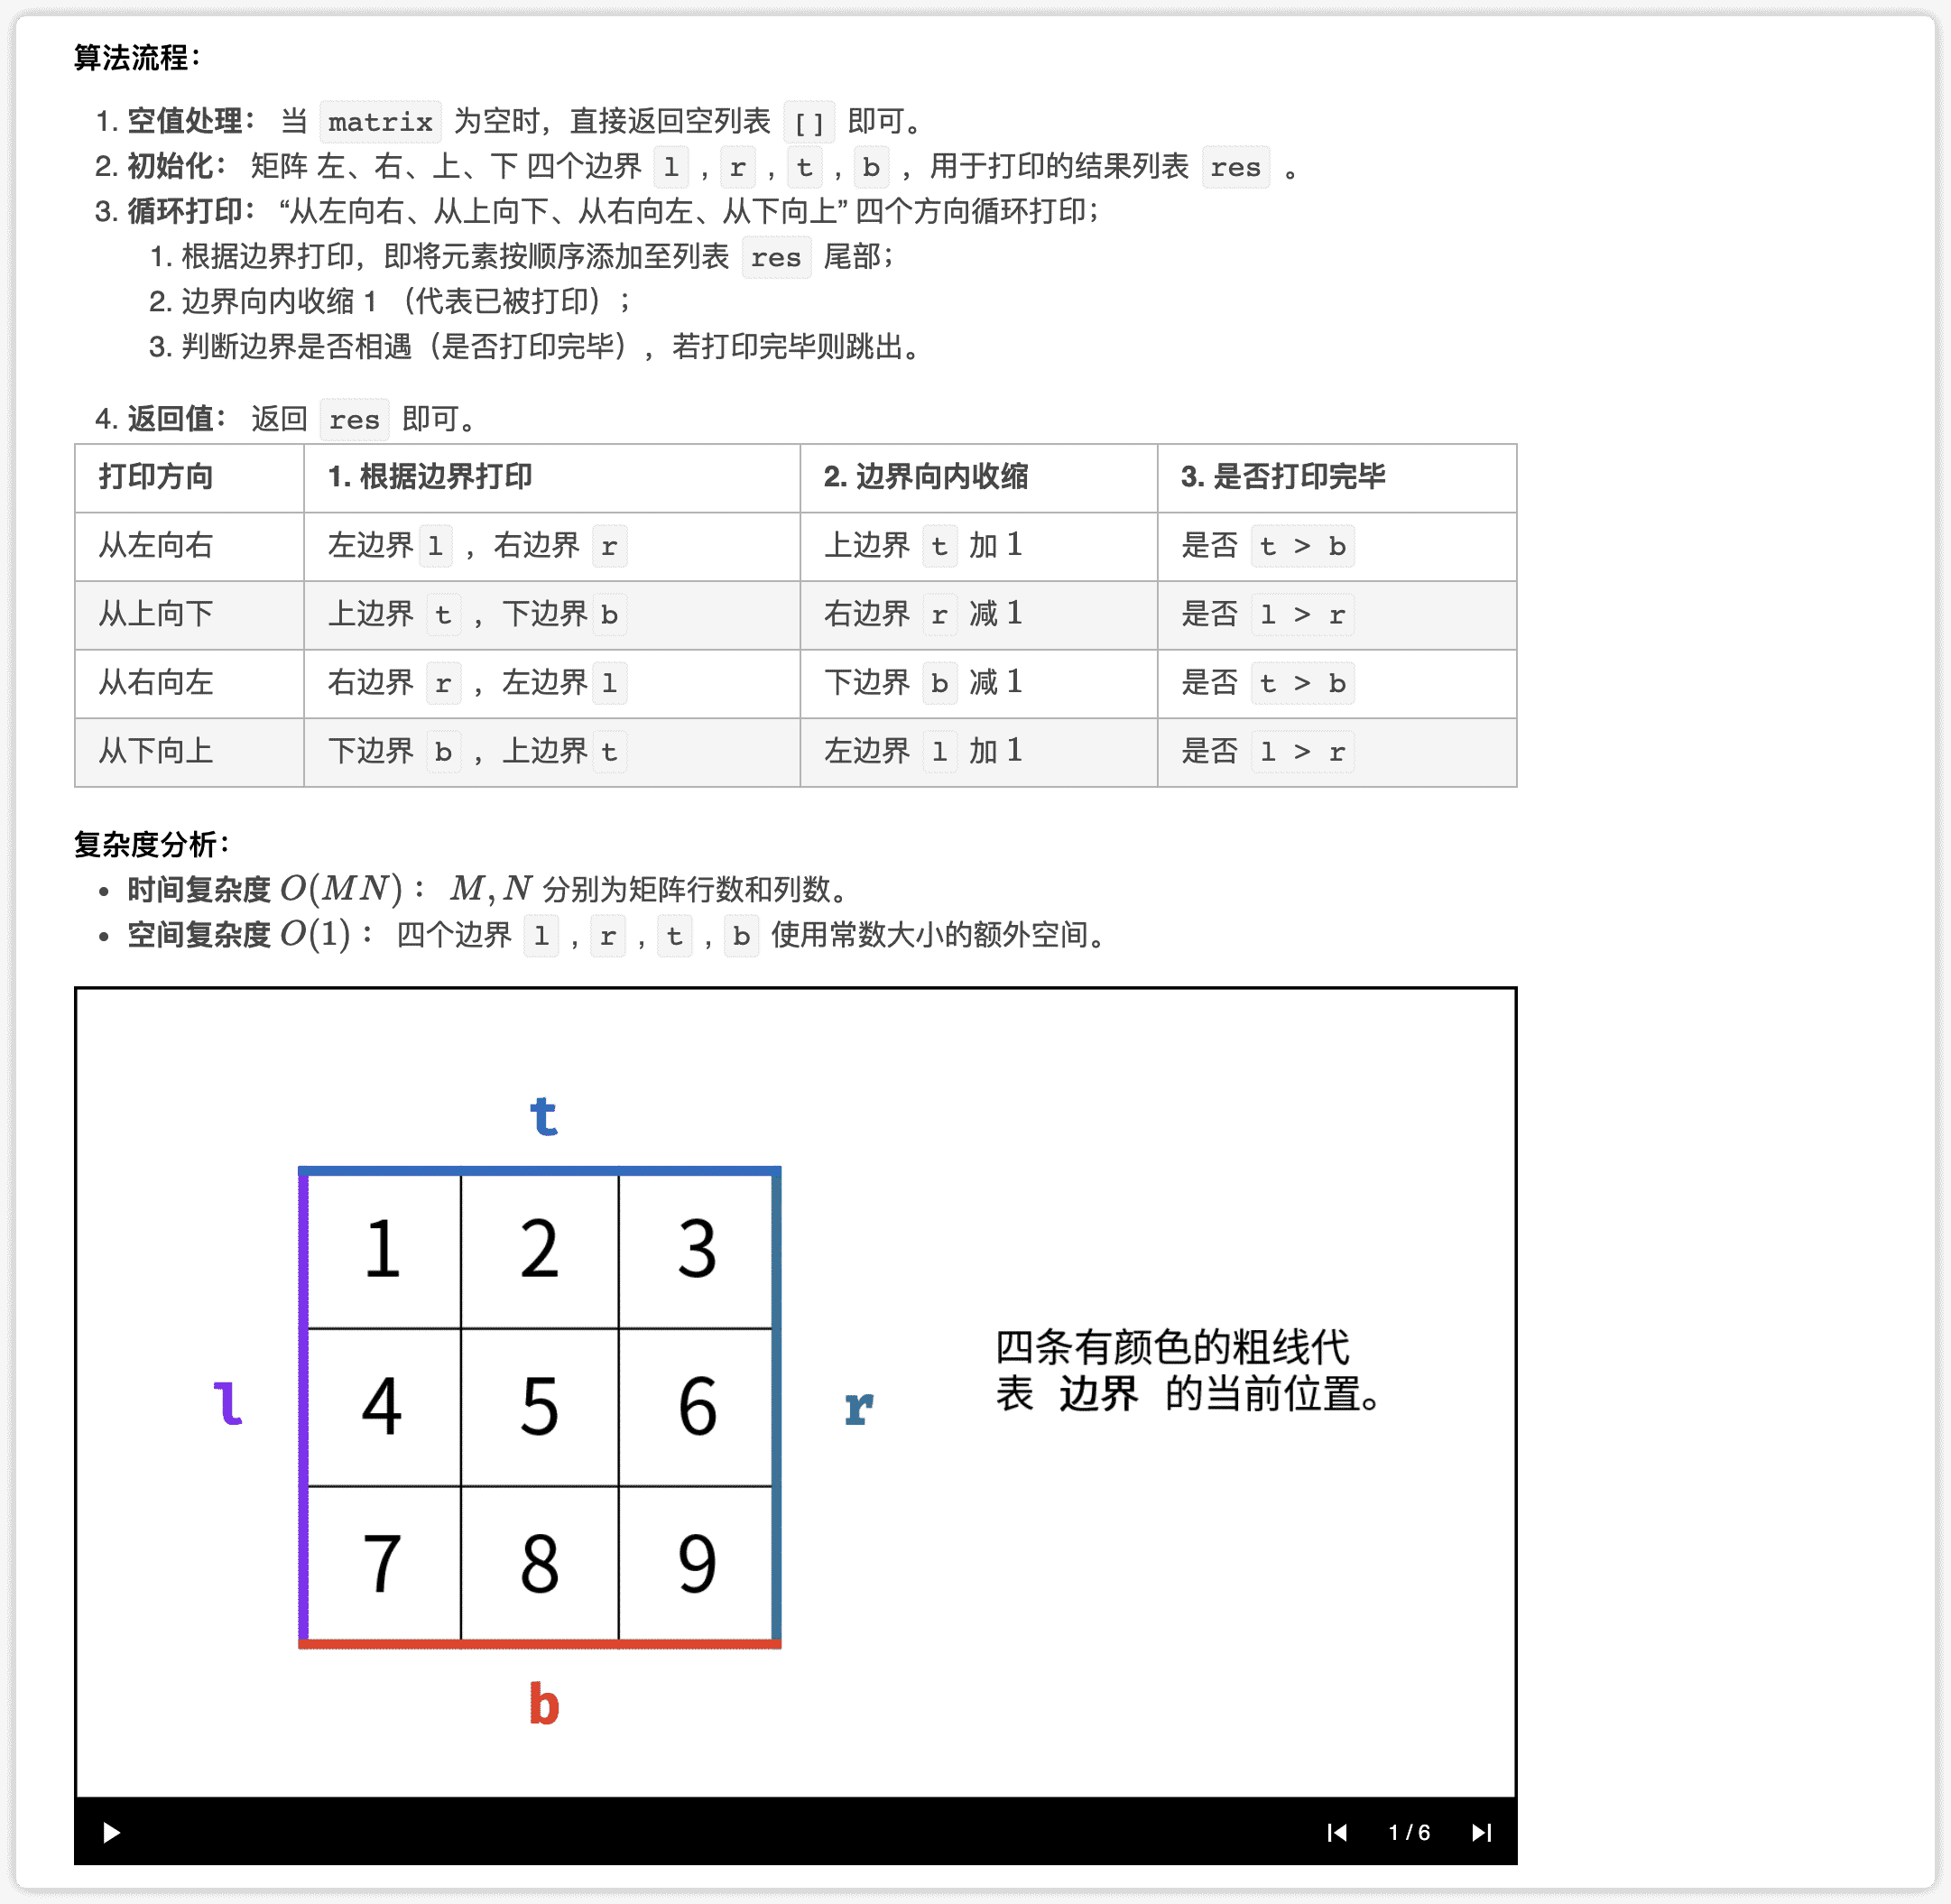 算法流程：
1. 空值处理： 当 matrix 为空时，直接返回空列表 [] 即可。
2. 初始化： 矩阵 左、右、上、下 四个边界 l , r , t , b ，用于打印的结果列表 res 。
3. 循环打印： “从左向右、从上向下、从右向左、从下向上” 四个方向循环打印；
1. 根据边界打印，即将元素按顺序添加至列表 res 尾部；
2. 边界向内收缩 1 （代表已被打印）；
3. 判断边界是否相遇（是否打印完毕），若打印完毕则跳出。
4. 返回值： 返回 res 即可。
打印方向 1. 根据边界打印 2. 边界向内收缩 3. 是否打印完毕
从左向右 左边界 l ，右边界 r 上边界 t 加 1 是否 t > b
从上向下 上边界 t ，下边界 b 右边界 r 减 1 是否 l > r
从右向左 右边界 r ，左边界 l 下边界 b 减 1 是否 t > b
从下向上 下边界 b ，上边界 t 左边界 l 加 1 是否 l > r
复杂度分析：
• 时间复杂度 O(MN)： M, N 分别为矩阵行数和列数。
• 空间复杂度 O(1)： 四个边界 l , r , t , b 使用常数大小的额外空间。
t
1 2 3
l 4 5 6 r
7 8 9
b
四条有颜色的粗线代
表 边界 的当前位置。
1 / 6